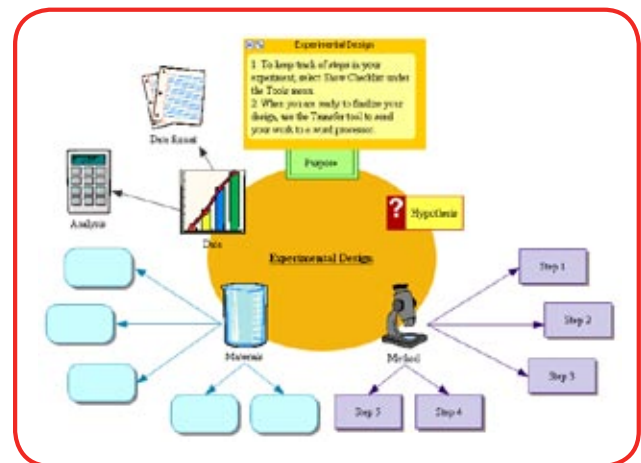 Experimental Design
1 To keep track of steps in your
experiment, select Show Checklist under
the Tools menu.
2 When you are ready to finalize your
design, use the Transfer tool to send
your work to a word processor.
Purpose
Data Format
Analysis
Data
? Hypothesis
Experimental Design
Materials
Method
Step 1
Step 2
Step 3
Step 5
Step 4